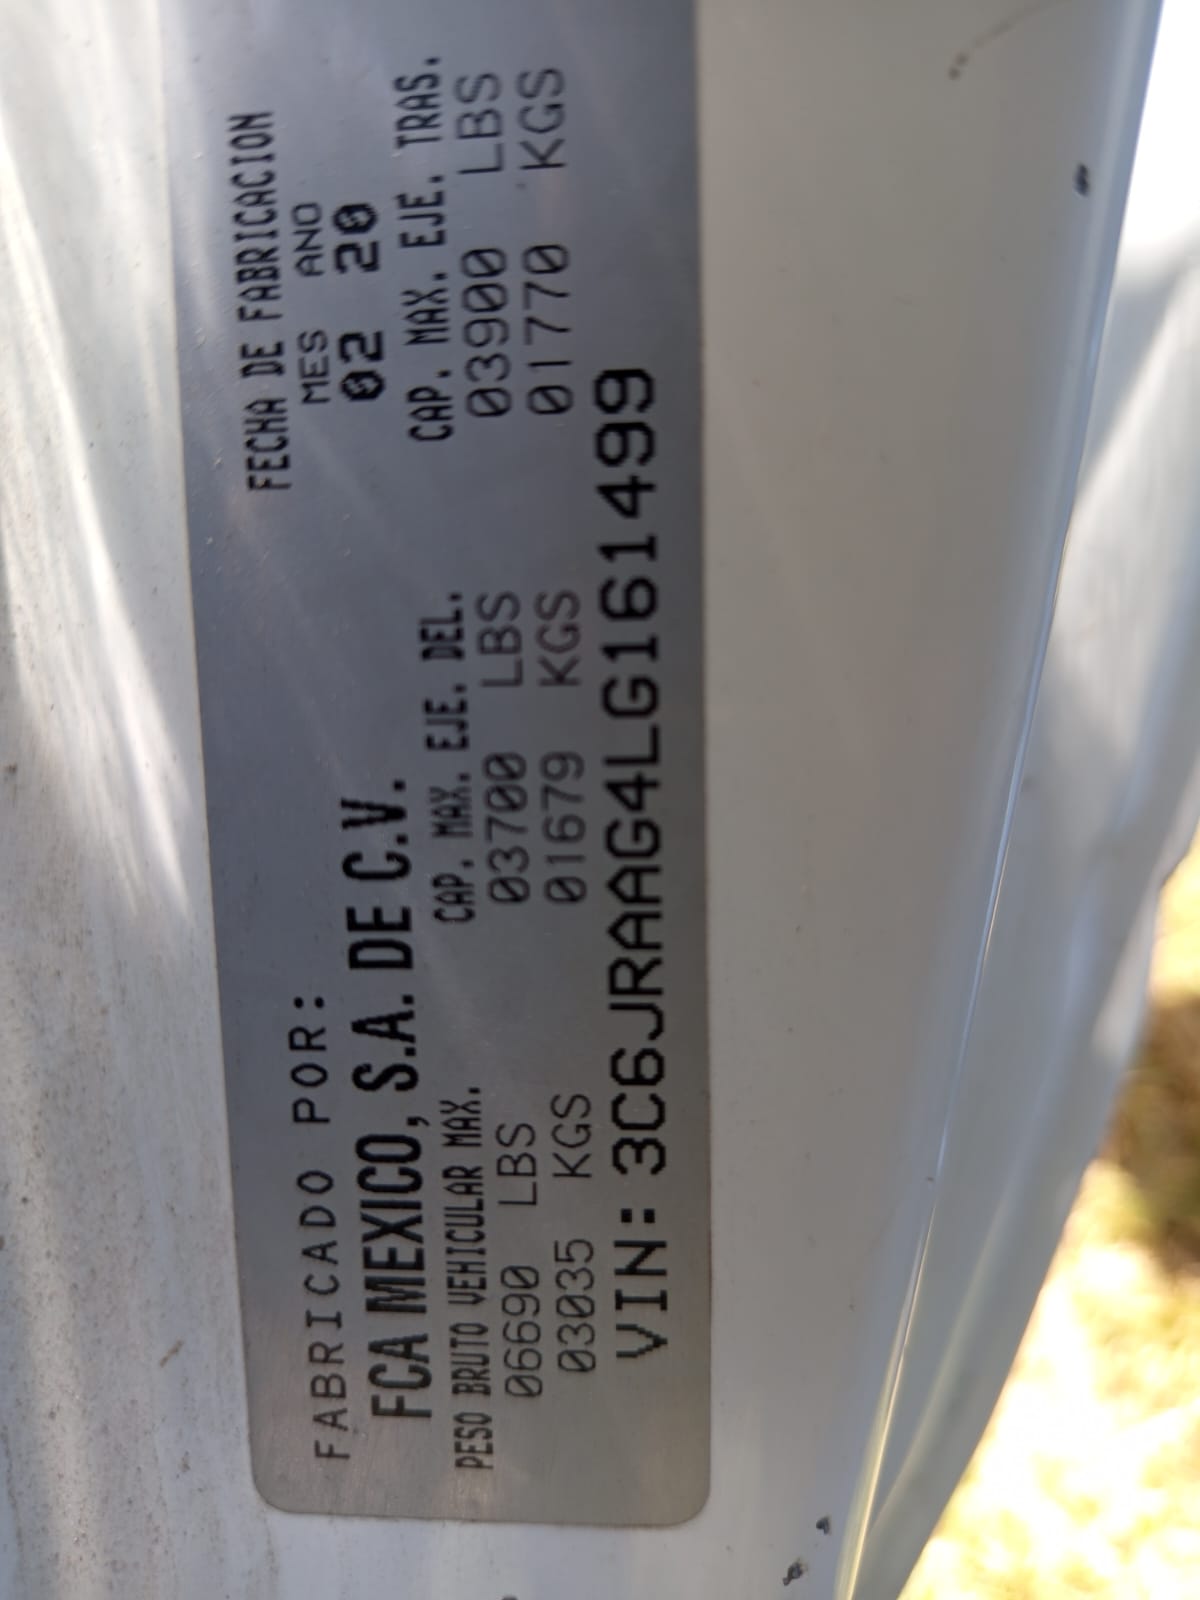 FABRICADO POR:
FECHA DE FABRICACION
MES ANO
02 20
FCA MEXICO, S.A. DE C.V.
PESO BRUTO VEHICULAR MAX. CAP. MAX. EJE. DEL. CAP. MAX. EJE. TRAS.
06690 LBS 03700 LBS 03900 LBS
03035 KGS 01679 KGS 01770 KGS
VIN: 3C6JRAAG4LG161499